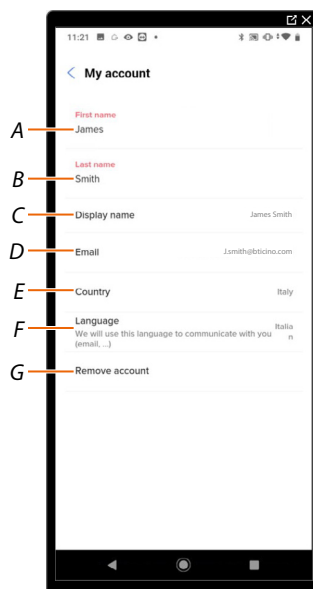 11:21
My account
First name
A James
Last name
B Smith
C Display name James Smith
D Email J.smith@bticino.com
E Country Italy
F Language Italia
We will use this language to communicate with you n
(email, ...)
G Remove account